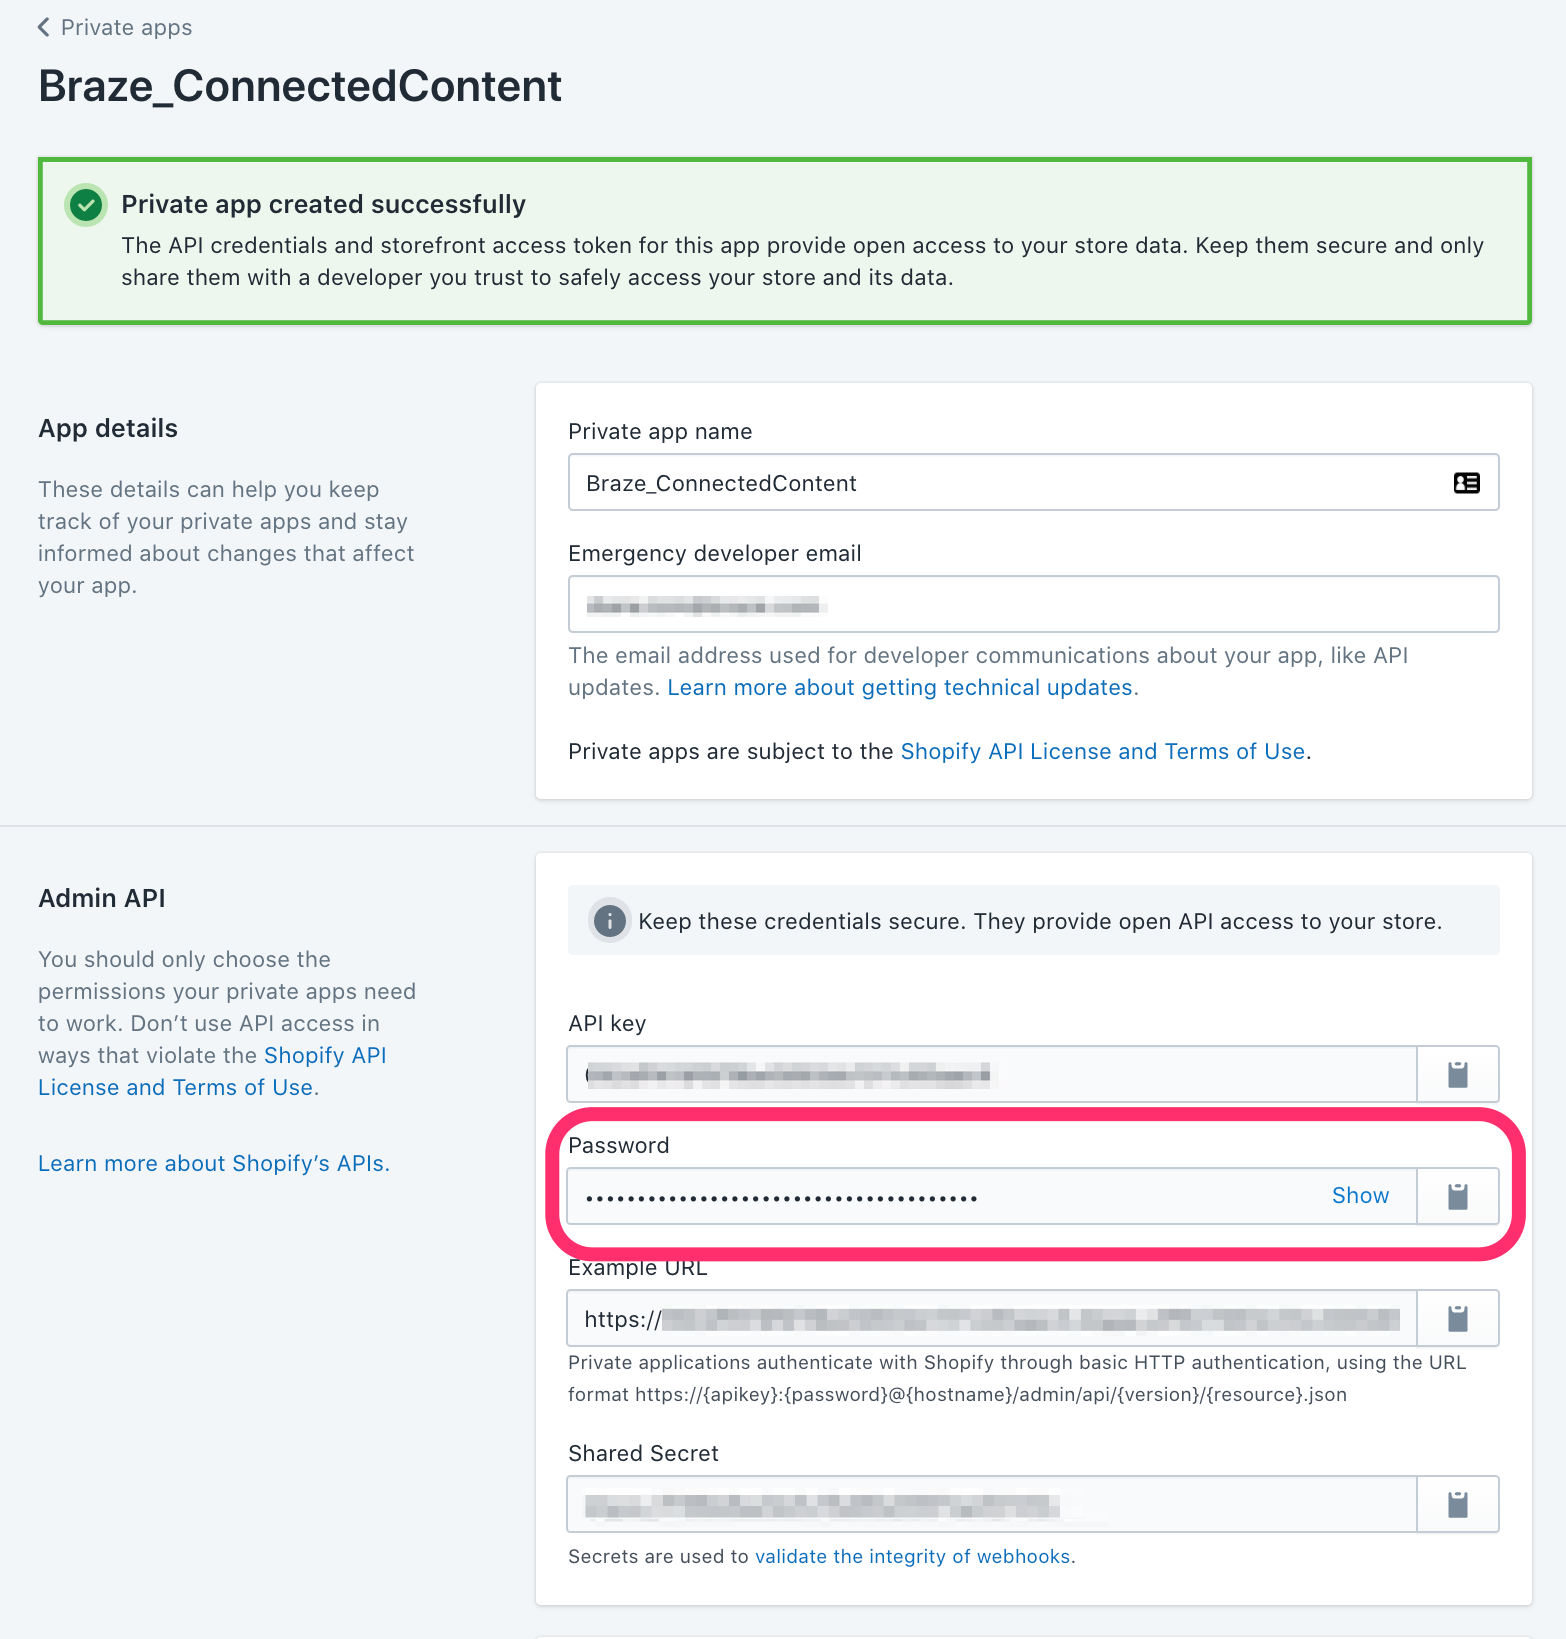 Private apps
Braze_ConnectedContent
Private app created successfully
The API credentials and storefront access token for this app provide open access to your store data. Keep them secure and only
share them with a developer you trust to safely access your store and its data.
App details
These details can help you keep
track of your private apps and stay
informed about changes that affect
your app.
Private app name
Braze_ConnectedContent
Emergency developer email
The email address used for developer communications about your app, like API
updates. Learn more about getting technical updates.
Private apps are subject to the Shopify API License and Terms of Use.
Admin API
You should only choose the
permissions your private apps need
to work. Don’t use API access in
ways that violate the Shopify API
License and Terms of Use.
Learn more about Shopify’s APIs.
Keep these credentials secure. They provide open API access to your store.
API key
Password
Show
Example URL
https://
Private applications authenticate with Shopify through basic HTTP authentication, using the URL
format https://{apikey}:{password}@{hostname}/admin/api/{version}/{resource}.json
Shared Secret
Secrets are used to validate the integrity of webhooks.